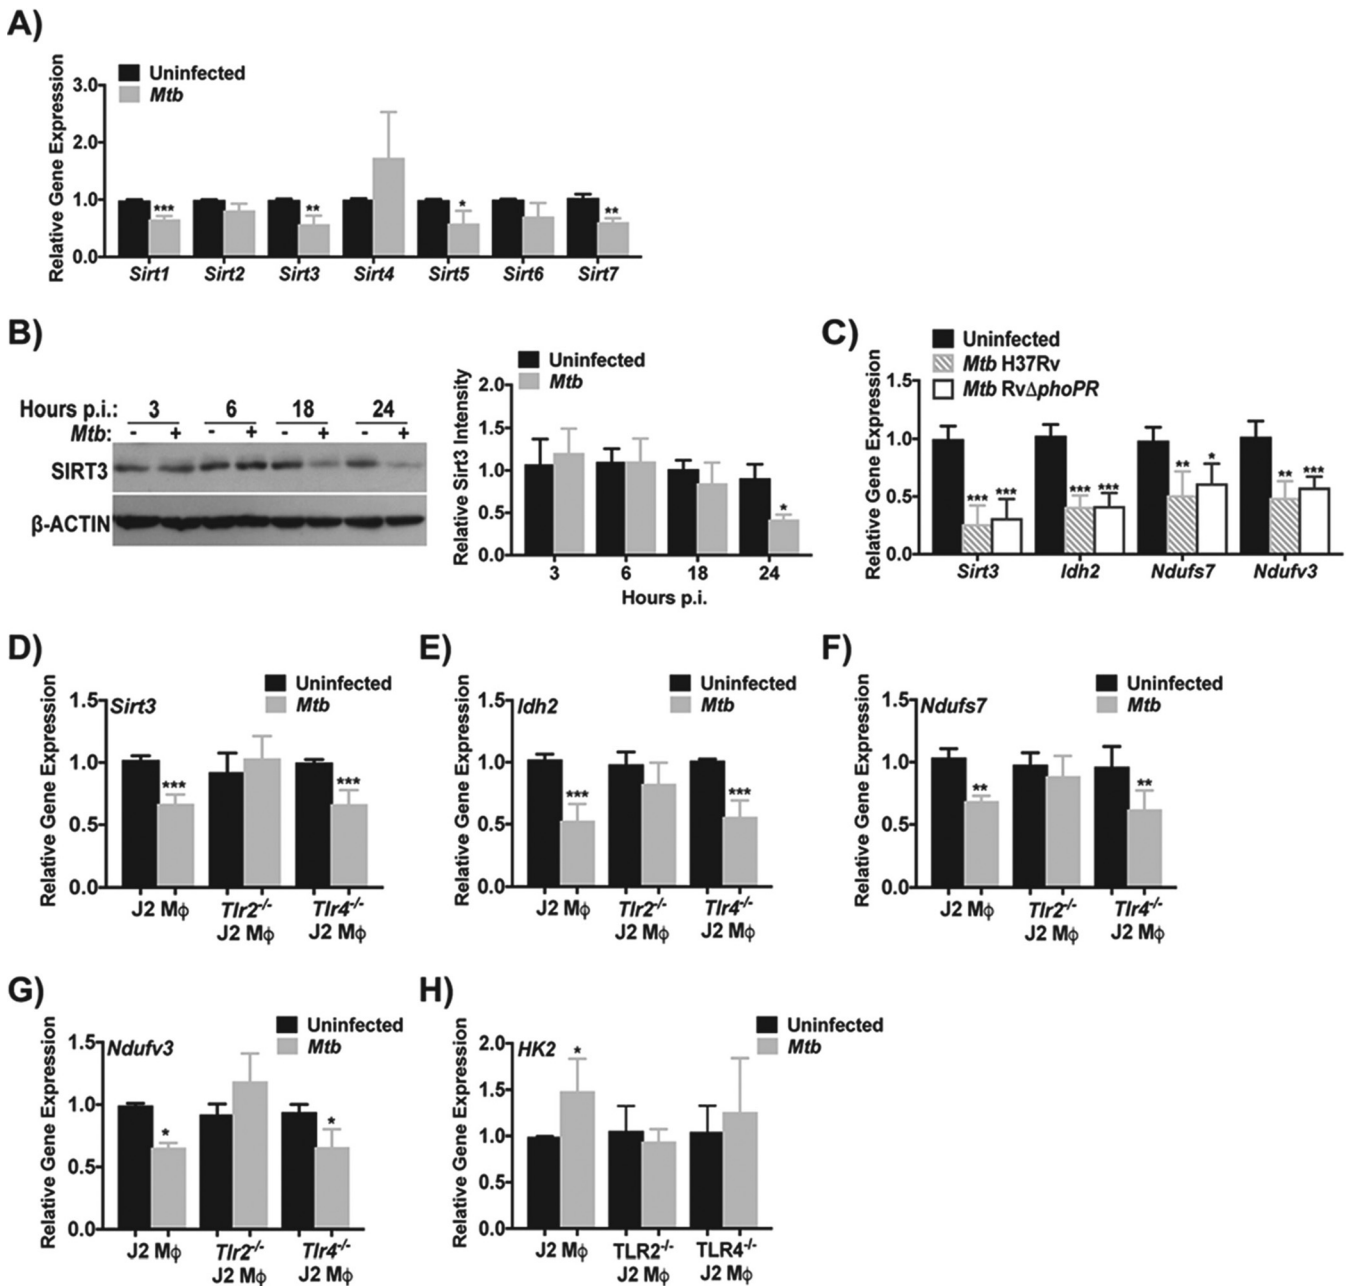 A)
Uninfected
Mtb
Relative Gene Expression
3.0
2.0
1.0
0.0
*** ** * **
Sirt1 Sirt2 Sirt3 Sirt4 Sirt5 Sirt6 Sirt7
B)
Hours p.i.: 3 6 18 24
Mtb: - + - + - + - +
SIRT3
β-ACTIN
Uninfected
Mtb
Relative Sirt3 Intensity
2.0
1.5
1.0
0.5
0.0
*
3 6 18 24
Hours p.i.
C)
Uninfected
Mtb H37Rv
Mtb RvΔphoPR
Relative Gene Expression
1.5
1.0
0.5
0.0
*** *** *** *** ** * ** ***
Sirt3 Idh2 Ndufs7 Ndufv3
D)
Uninfected
Mtb
Sirt3
Relative Gene Expression
1.5
1.0
0.5
0.0
*** ***
J2 Mϕ Tlr2-/- Tlr4-/-
J2 Mϕ J2 Mϕ
E)
Uninfected
Mtb
Idh2
Relative Gene Expression
1.5
1.0
0.5
0.0
*** ***
J2 Mϕ Tlr2-/- Tlr4-/-
J2 Mϕ J2 Mϕ
F)
Uninfected
Mtb
Ndufs7
Relative Gene Expression
1.5
1.0
0.5
0.0
** **
J2 Mϕ Tlr2-/- Tlr4-/-
J2 Mϕ J2 Mϕ
G)
Uninfected
Mtb
Ndufv3
Relative Gene Expression
1.5
1.0
0.5
0.0
* *
J2 Mϕ Tlr2-/- Tlr4-/-
J2 Mϕ J2 Mϕ
H)
Uninfected
Mtb
HK2
Relative Gene Expression
2.0
1.5
1.0
0.5
0.0
*
J2 Mϕ TLR2-/- TLR4-/-
J2 Mϕ J2 Mϕ